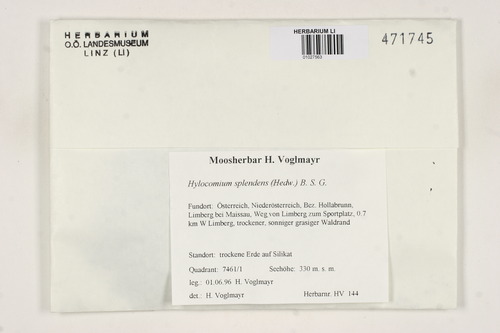 HERBARIUM
O.Ö. LANDESMUSEUM
LINZ (LI)
HERBARIUM LI
01027563
471745
Moosherbar H. Voglmayr
Hylocomium splendens (Hedw.) B. S. G.
Fundort: Österreich, Niederösterreich, Bez. Hollabrunn,
Limberg bei Maissau, Weg von Limberg zum Sportplatz, 0.7
km W Limberg, trockener, sonniger grasiger Waldrand
Standort: trockene Erde auf Silikat
Quadrant: 7461/1 Seehöhe: 330 m. s. m.
leg.: 01.06.96 H. Voglmayr
det.: H. Voglmayr Herbarnr. HV 144